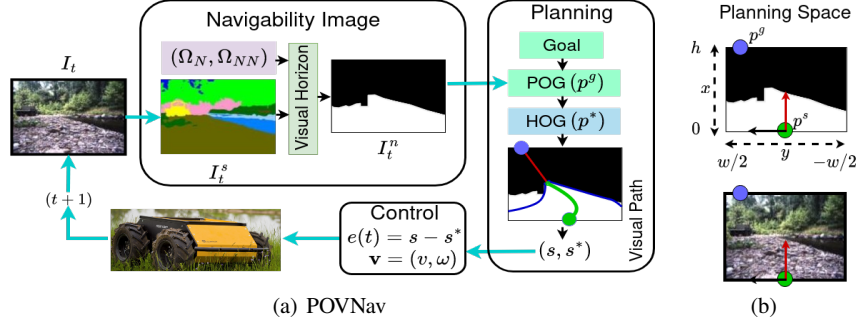 Navigability Image
I_t
(Ω_N, Ω_NN)
Visual Horizon
I_t^s
I_t^n
Planning
Goal
POG (p^g)
HOG (p^*)
Visual Path
(s, s^*)
Control
e(t) = s − s^*
v = (v, ω)
(t + 1)
(a) POVNav
Planning Space
h
p^g
x
p^s
0
w/2
y
−w/2
(b)